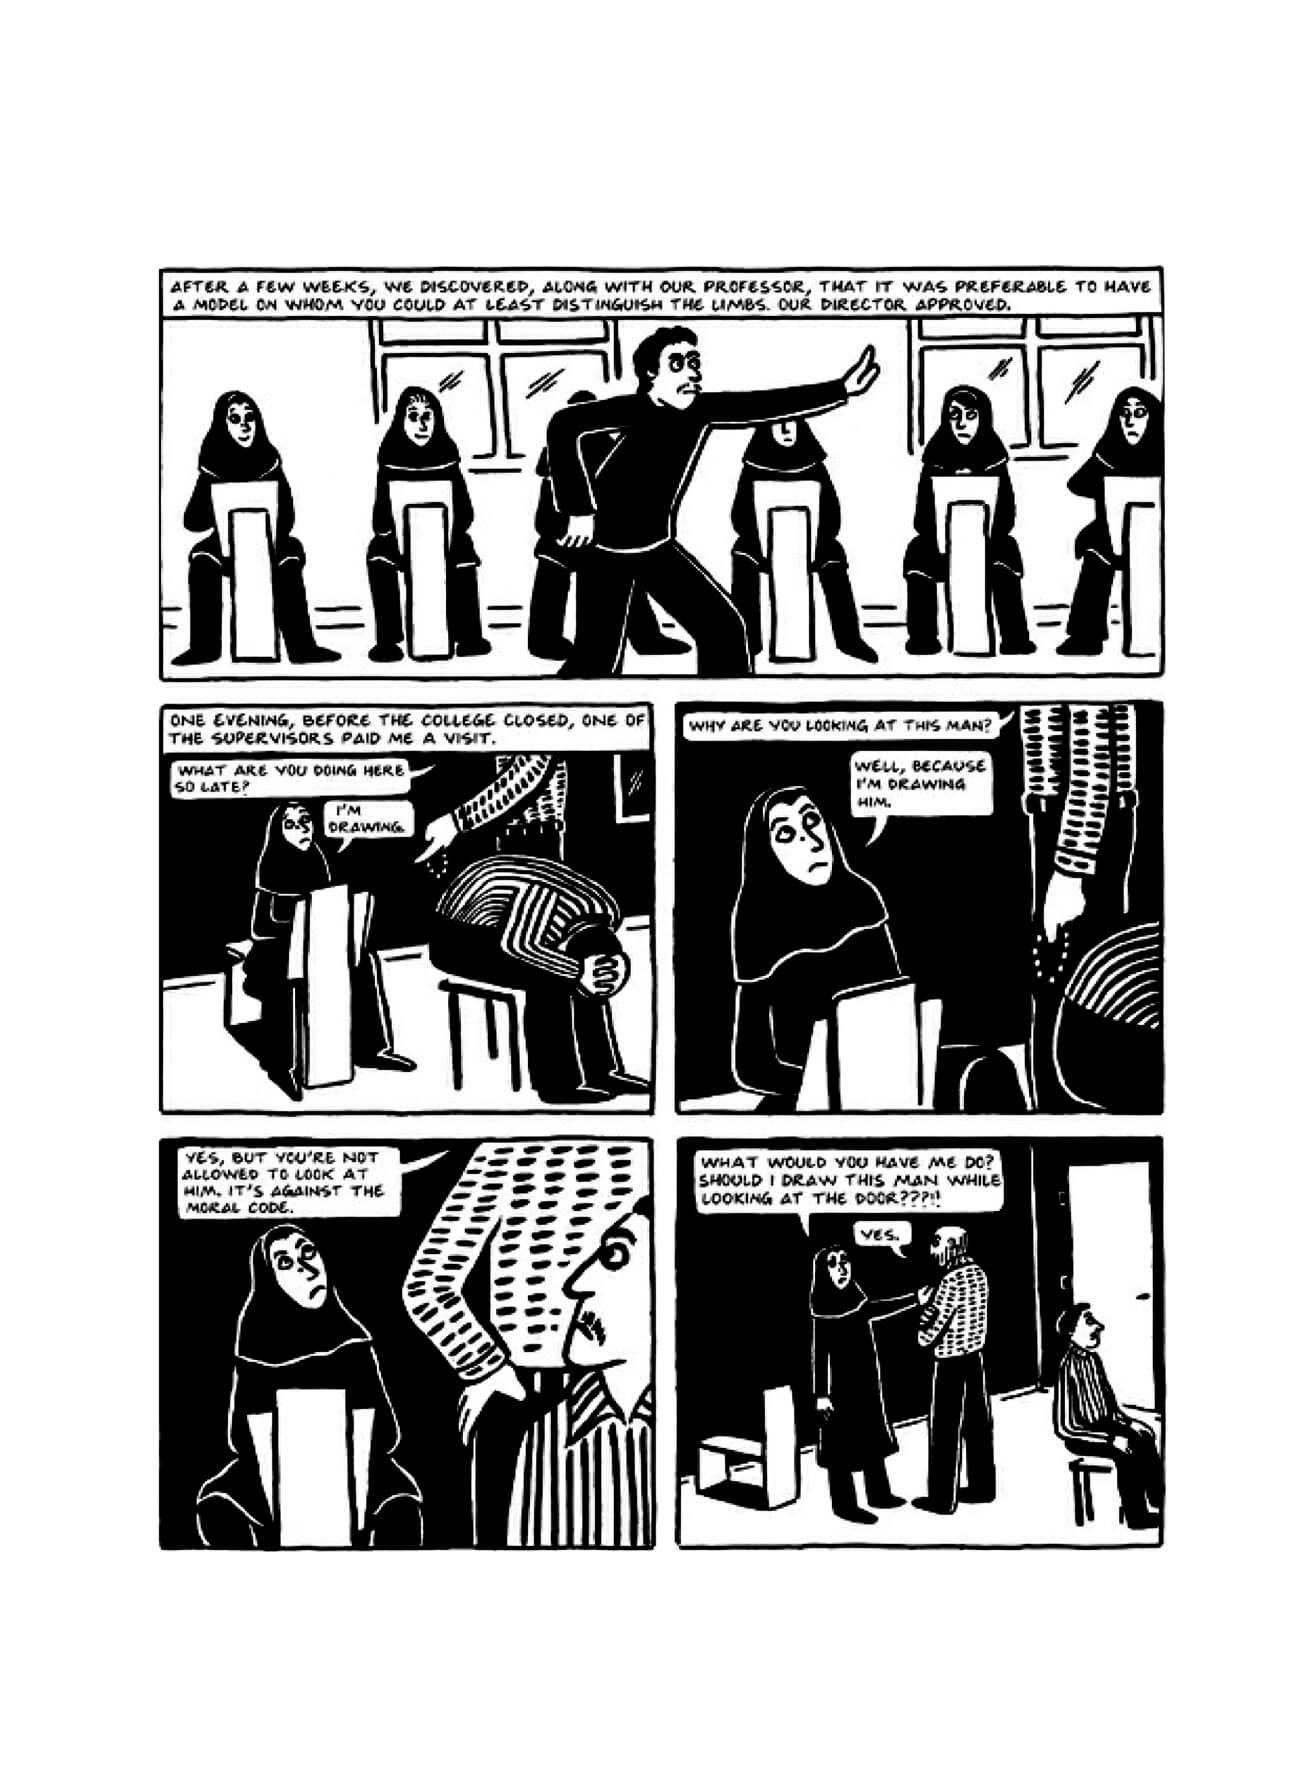 AFTER A FEW WEEKS, WE DISCOVERED, ALONG WITH OUR PROFESSOR, THAT IT WAS PREFERABLE TO HAVE
A MODEL ON WHOM YOU COULD AT LEAST DISTINGUISH THE LIMBS. OUR DIRECTOR APPROVED.
ONE EVENING, BEFORE THE COLLEGE CLOSED, ONE OF
THE SUPERVISORS PAID ME A VISIT.
WHAT ARE YOU DOING HERE
SO LATE?
I'M
DRAWING.
WHY ARE YOU LOOKING AT THIS MAN?
WELL, BECAUSE
I'M DRAWING
HIM.
YES, BUT YOU'RE NOT
ALLOWED TO LOOK AT
HIM. IT'S AGAINST THE
MORAL CODE.
WHAT WOULD YOU HAVE ME DO?
SHOULD I DRAW THIS MAN WHILE
LOOKING AT THE DOOR???!!
YES.